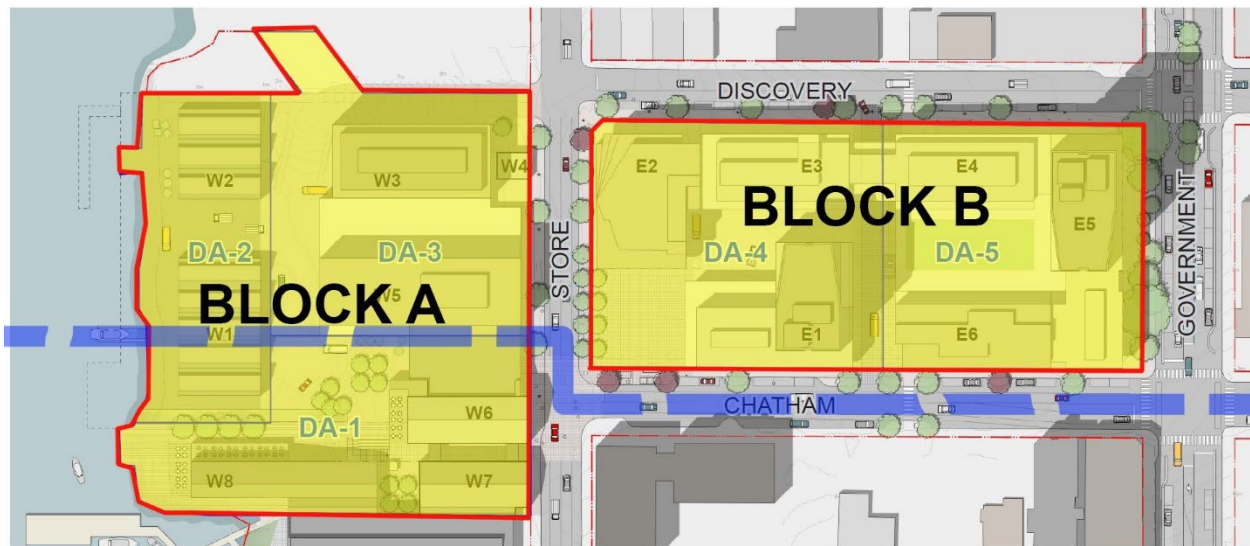 DISCOVERY
W2
W3
W4
E2
E3
E4
E5
BLOCK B
DA-2
DA-3
STORE
DA-4
DA-5
GOVERNMENT
BLOCK A
W5
W1
E1
E6
CHATHAM
W6
DA-1
W8
W7